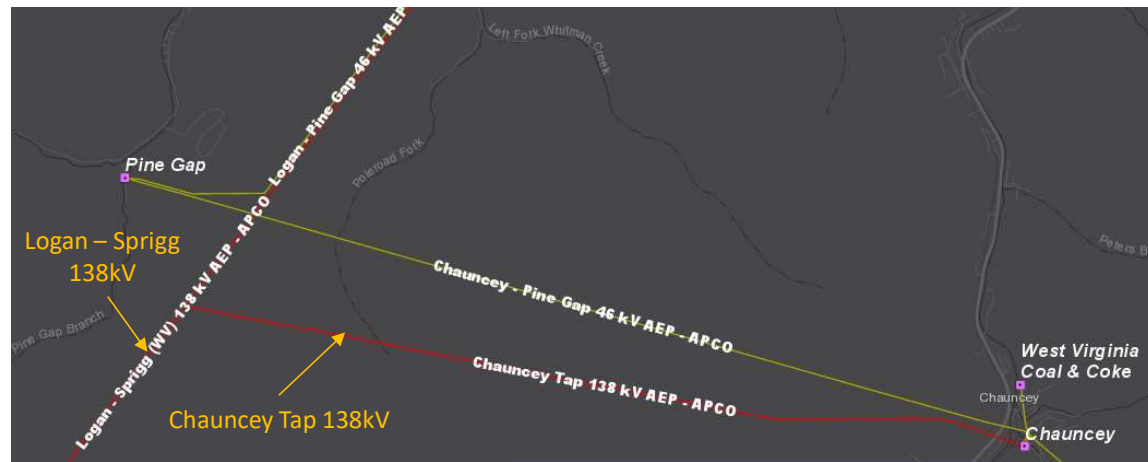 Left Fork Whitman Creek
Logan - Pine Gap 46 kV AEP
Poleroad Fork
Pine Gap
Logan – Sprigg
138kV
Logan - Sprigg (WV) 138 kV AEP - APCO
Peters B
Chauncey - Pine Gap 46 kV AEP - APCO
Pine Gap Branch
West Virginia
Coal & Coke
Chauncey Tap 138 kV AEP - APCO
Chauncey
Chauncey Tap 138kV
Chauncey